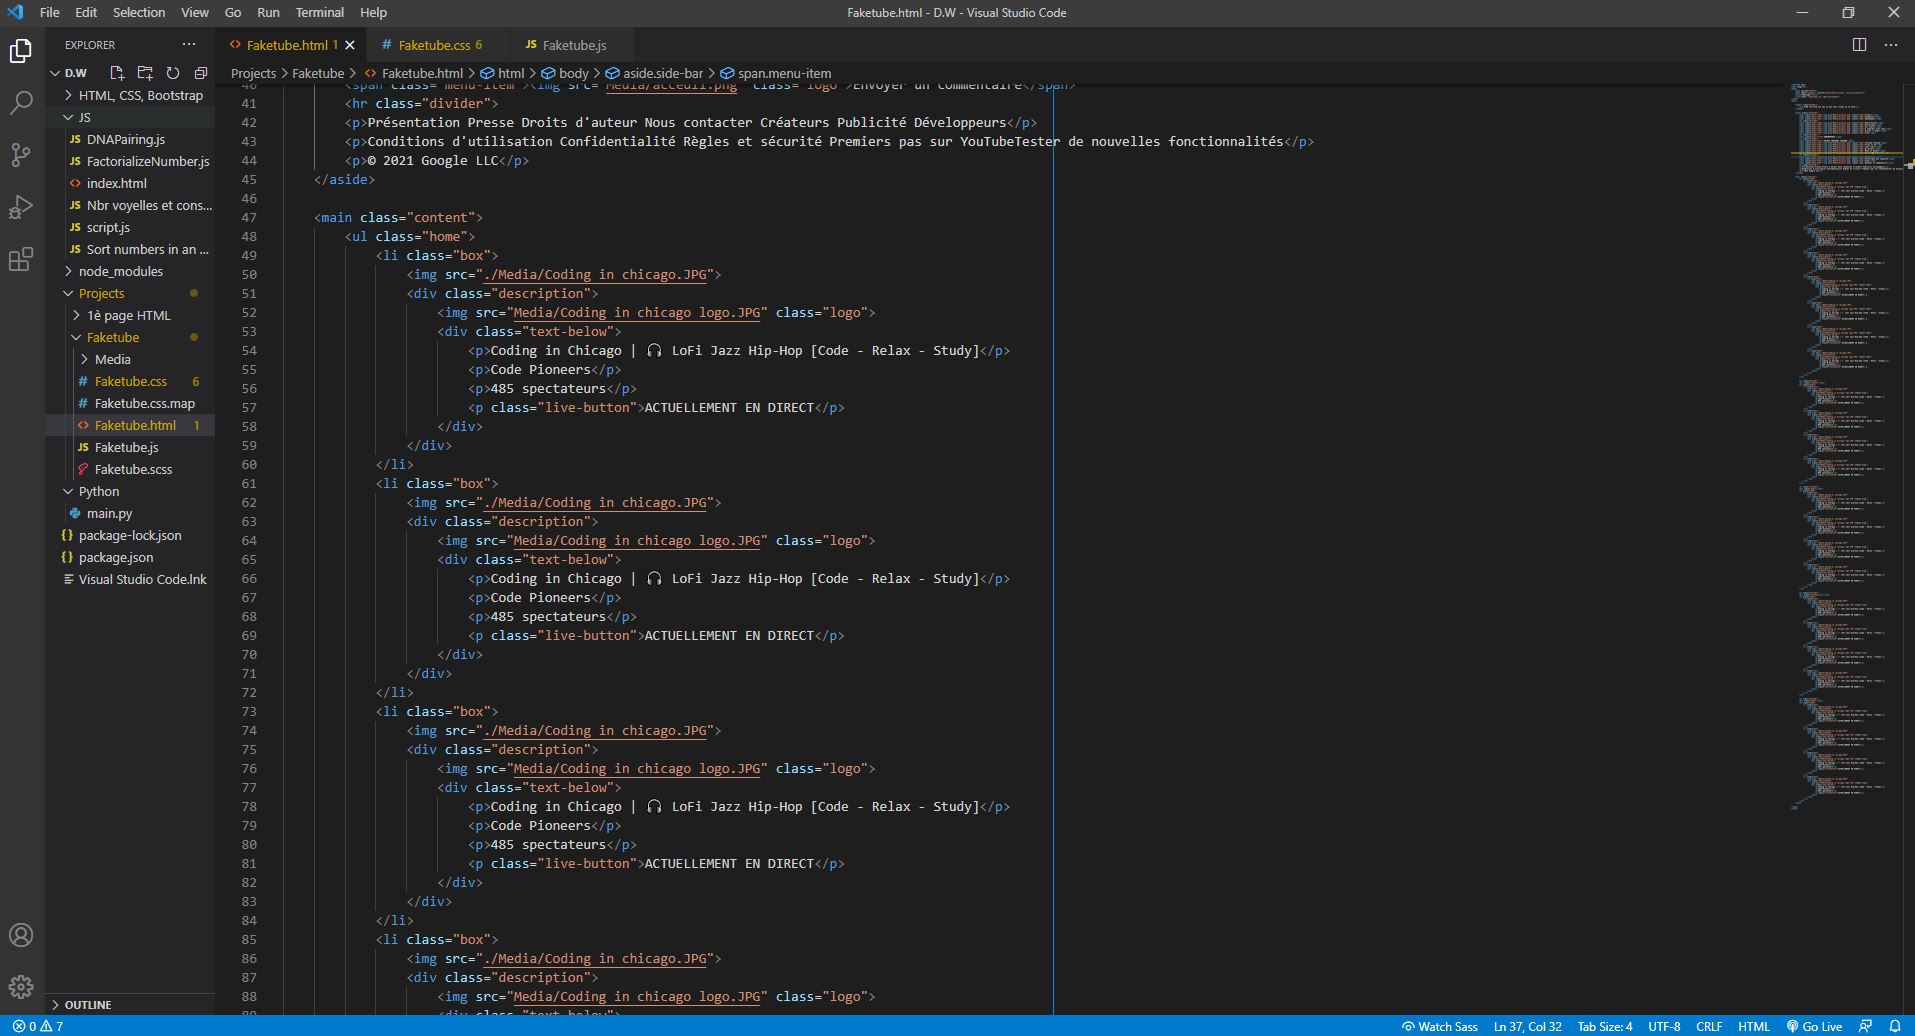 File Edit Selection View Go Run Terminal Help
Faketube.html - D.W - Visual Studio Code
EXPLORER
D.W
HTML, CSS, Bootstrap
JS
DNAPairing.js
FactorializeNumber.js
index.html
Nbr voyelles et cons...
script.js
Sort numbers in an ...
node_modules
Projects
1è page HTML
Faketube
Media
Faketube.css 6
Faketube.css.map
Faketube.html 1
Faketube.js
Faketube.scss
Python
main.py
package-lock.json
package.json
Visual Studio Code.lnk
OUTLINE
Faketube.html 1 Faketube.css 6 Faketube.js
Projects > Faketube > Faketube.html > html > body > aside.side-bar > span.menu-item
40 <span class="menu-item"><img src="Media/acceuil.png" class="logo">Envoyer un commentaire</span>
41 <hr class="divider">
42 <p>Présentation Presse Droits d'auteur Nous contacter Créateurs Publicité Développeurs</p>
43 <p>Conditions d'utilisation Confidentialité Règles et sécurité Premiers pas sur YouTubeTester de nouvelles fonctionnalités</p>
44 <p>© 2021 Google LLC</p>
45 </aside>
46
47 <main class="content">
48 <ul class="home">
49 <li class="box">
50 <img src="./Media/Coding in chicago.JPG">
51 <div class="description">
52 <img src="Media/Coding in chicago logo.JPG" class="logo">
53 <div class="text-below">
54 <p>Coding in Chicago | 🎧 LoFi Jazz Hip-Hop [Code - Relax - Study]</p>
55 <p>Code Pioneers</p>
56 <p>485 spectateurs</p>
57 <p class="live-button">ACTUELLEMENT EN DIRECT</p>
58 </div>
59 </div>
60 </li>
61 <li class="box">
62 <img src="./Media/Coding in chicago.JPG">
63 <div class="description">
64 <img src="Media/Coding in chicago logo.JPG" class="logo">
65 <div class="text-below">
66 <p>Coding in Chicago | 🎧 LoFi Jazz Hip-Hop [Code - Relax - Study]</p>
67 <p>Code Pioneers</p>
68 <p>485 spectateurs</p>
69 <p class="live-button">ACTUELLEMENT EN DIRECT</p>
70 </div>
71 </div>
72 </li>
73 <li class="box">
74 <img src="./Media/Coding in chicago.JPG">
75 <div class="description">
76 <img src="Media/Coding in chicago logo.JPG" class="logo">
77 <div class="text-below">
78 <p>Coding in Chicago | 🎧 LoFi Jazz Hip-Hop [Code - Relax - Study]</p>
79 <p>Code Pioneers</p>
80 <p>485 spectateurs</p>
81 <p class="live-button">ACTUELLEMENT EN DIRECT</p>
82 </div>
83 </div>
84 </li>
85 <li class="box">
86 <img src="./Media/Coding in chicago.JPG">
87 <div class="description">
88 <img src="Media/Coding in chicago logo.JPG" class="logo">
89 <div class="text-below">
0 7
Watch Sass Ln 37, Col 32 Tab Size: 4 UTF-8 CRLF HTML Go Live